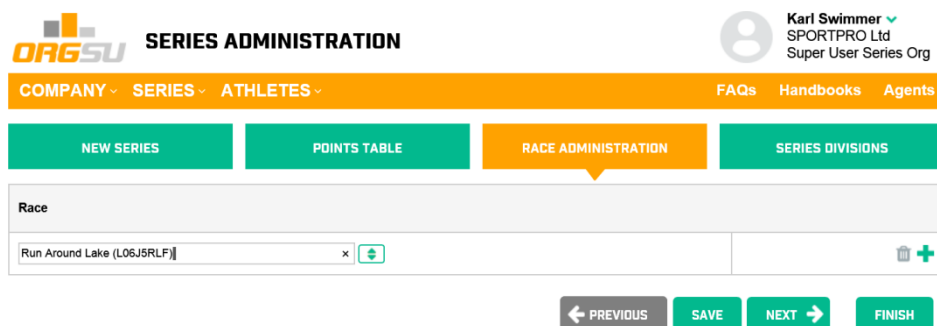 ORGSU
SERIES ADMINISTRATION
Karl Swimmer
SPORTPRO Ltd
Super User Series Org
COMPANY SERIES ATHLETES FAQs Handbooks Agents
NEW SERIES POINTS TABLE RACE ADMINISTRATION SERIES DIVISIONS
Race
Run Around Lake (L06J5RLF)
PREVIOUS SAVE NEXT FINISH